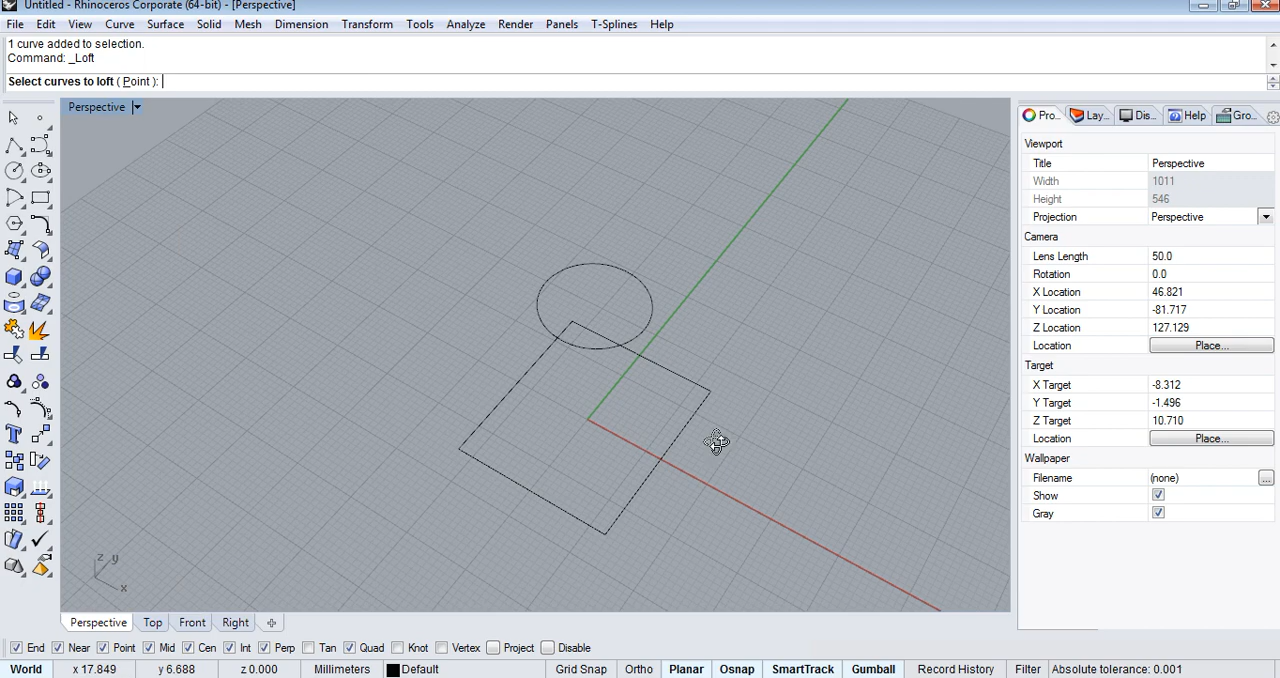 Untitled - Rhinoceros Corporate (64-bit) - [Perspective]
File Edit View Curve Surface Solid Mesh Dimension Transform Tools Analyze Render Panels T-Splines Help
1 curve added to selection.
Command: _Loft
Select curves to loft ( Point ):
Perspective
Pro... Lay... Dis... Help Gro...
Viewport
Title Perspective
Width 1011
Height 546
Projection Perspective
Camera
Lens Length 50.0
Rotation 0.0
X Location 46.821
Y Location -81.717
Z Location 127.129
Location Place...
Target
X Target -8.312
Y Target -1.496
Z Target 10.710
Location Place...
Wallpaper
Filename (none) ...
Show
Gray
z y
x
Perspective Top Front Right
End Near Point Mid Cen Int Perp Tan Quad Knot Vertex Project Disable
World x 17.849 y 6.688 z 0.000 Millimeters Default Grid Snap Ortho Planar Osnap SmartTrack Gumball Record History Filter Absolute tolerance: 0.001